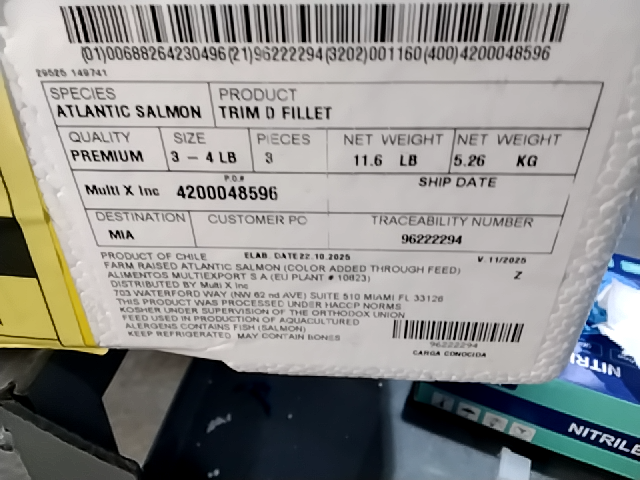 (01)00688264230496(21)96222294(3202)001160(400)4200048596
29525 149741
SPECIES PRODUCT
ATLANTIC SALMON TRIM D FILLET
QUALITY SIZE PIECES NET WEIGHT NET WEIGHT
PREMIUM 3 - 4 LB 3 11.6 LB 5.26 KG
P.O.# SHIP DATE
Multi X Inc 4200048596
DESTINATION CUSTOMER PO TRACEABILITY NUMBER
MIA 96222294
PRODUCT OF CHILE ELAB. DATE 22.10.2025 V. 11/2025
FARM RAISED ATLANTIC SALMON (COLOR ADDED THROUGH FEED) Z
ALIMENTOS MULTIEXPORT S A (EU PLANT # 10823)
DISTRIBUTED BY Multi X Inc
703 WATERFORD WAY (NW 62 nd AVE) SUITE 510 MIAMI FL 33126
THIS PRODUCT WAS PROCESSED UNDER HACCP NORMS
KOSHER UNDER SUPERVISION OF THE ORTHODOX UNION
FEED USED IN PRODUCTION OF AQUACULTURED
ALERGENS CONTAINS FISH (SALMON)
KEEP REFRIGERATED MAY CONTAIN BONES
96222294
CARGA CONOCIDA
NITRI
NITRILE